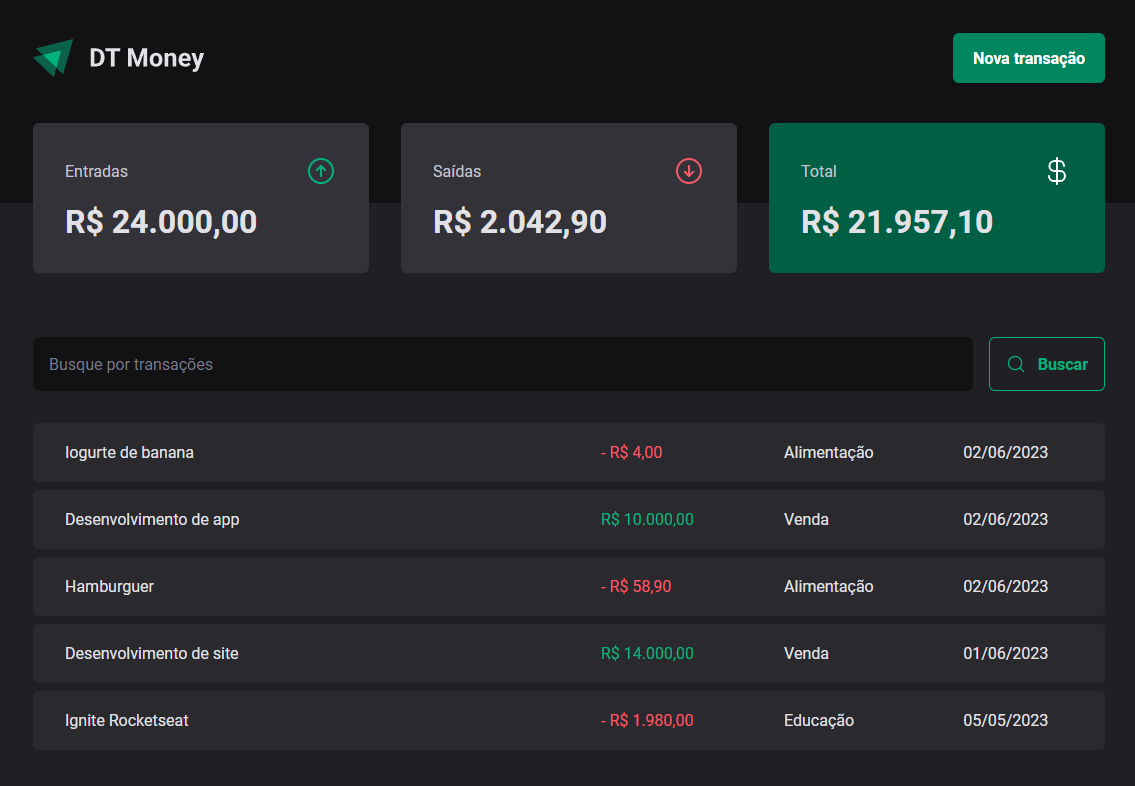 DT Money
Nova transação
Entradas
R$ 24.000,00
Saídas
R$ 2.042,90
Total
R$ 21.957,10
Busque por transações
Buscar
Iogurte de banana - R$ 4,00 Alimentação 02/06/2023
Desenvolvimento de app R$ 10.000,00 Venda 02/06/2023
Hamburguer - R$ 58,90 Alimentação 02/06/2023
Desenvolvimento de site R$ 14.000,00 Venda 01/06/2023
Ignite Rocketseat - R$ 1.980,00 Educação 05/05/2023